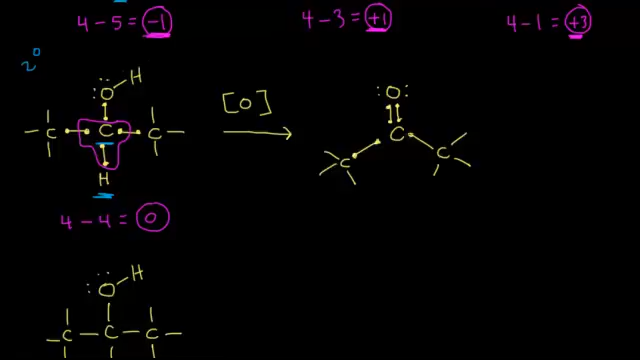 4 - 5 = -1
4 - 3 = +1
4 - 1 = +3
2°
H
:O
[O]
:O:
C
C
C
C
C
C
H
4 - 4 = 0
H
:O
C
C
C